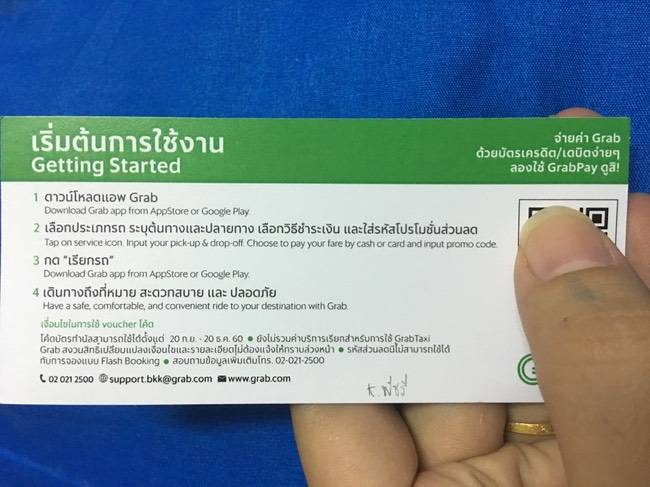 เริ่มต้นการใช้งาน
Getting Started
จ่ายค่า Grab
ด้วยบัตรเครดิต/เดบิตง่ายๆ
ลองใช้ GrabPay ดูสิ!
1 ดาวน์โหลดแอพ Grab
Download Grab app from AppStore or Google Play
2 เลือกประเภทรถ ระบุต้นทางและปลายทาง เลือกวิธีชำระเงิน และใส่รหัสโปรโมชั่นส่วนลด
Tap on service icon. Input your pick-up & drop-off. Choose to pay your fare by cash or card and input promo code.
3 กด "เรียกรถ"
Download Grab app from AppStore or Google Play.
4 เดินทางถึงที่หมาย สะดวกสบาย และ ปลอดภัย
Have a safe, comfortable, and convenient ride to your destination with Grab.
เงื่อนไขในการใช้ voucher โค้ด
โค้ดบัตรกำนัลสามารถใช้ได้ตั้งแต่ 20 ก.ย. - 20 ธ.ค. 60 ● ยังไม่รวมค่าบริการเรียกสำหรับการใช้ GrabTaxi
Grab สงวนสิทธิ์เปลี่ยนแปลงเงื่อนไขและรายละเอียดไม่ต้องแจ้งให้ทราบล่วงหน้า ● รหัสส่วนลดนี้ไม่สามารถใช้ได้
กับการจองแบบ Flash Booking ● สอบถามข้อมูลเพิ่มเติมโทร. 02-021-2500
02 021 2500 support.bkk@grab.com www.grab.com